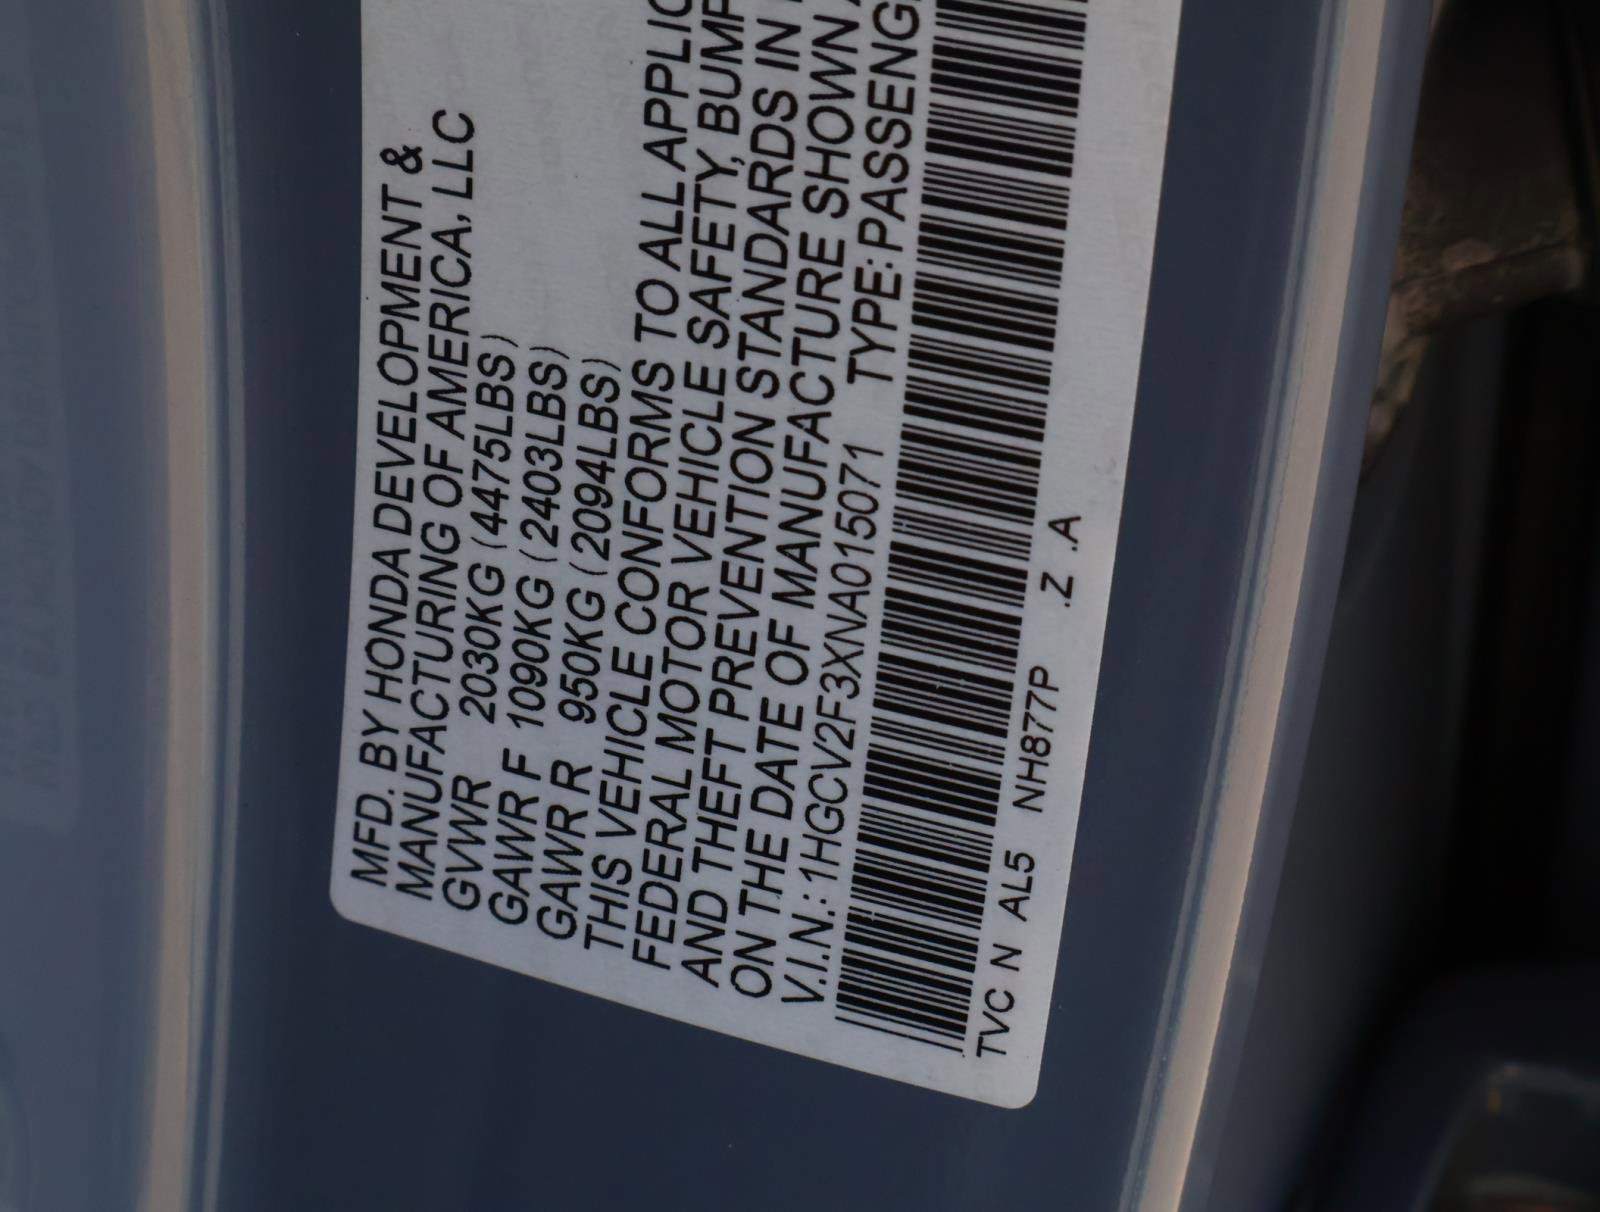 MFD. BY HONDA DEVELOPMENT &
MANUFACTURING OF AMERICA, LLC
GVWR 2030KG (4475LBS)
GAWR F 1090KG (2403LBS)
GAWR R 950KG (2094LBS)
THIS VEHICLE CONFORMS TO ALL APPLIC
FEDERAL MOTOR VEHICLE SAFETY, BUMP
AND THEFT PREVENTION STANDARDS IN
ON THE DATE OF MANUFACTURE SHOWN
V.I.N.: 1HGCV2F3XNA015071 TYPE: PASSENG
TVC N AL5 NH877P .Z .A